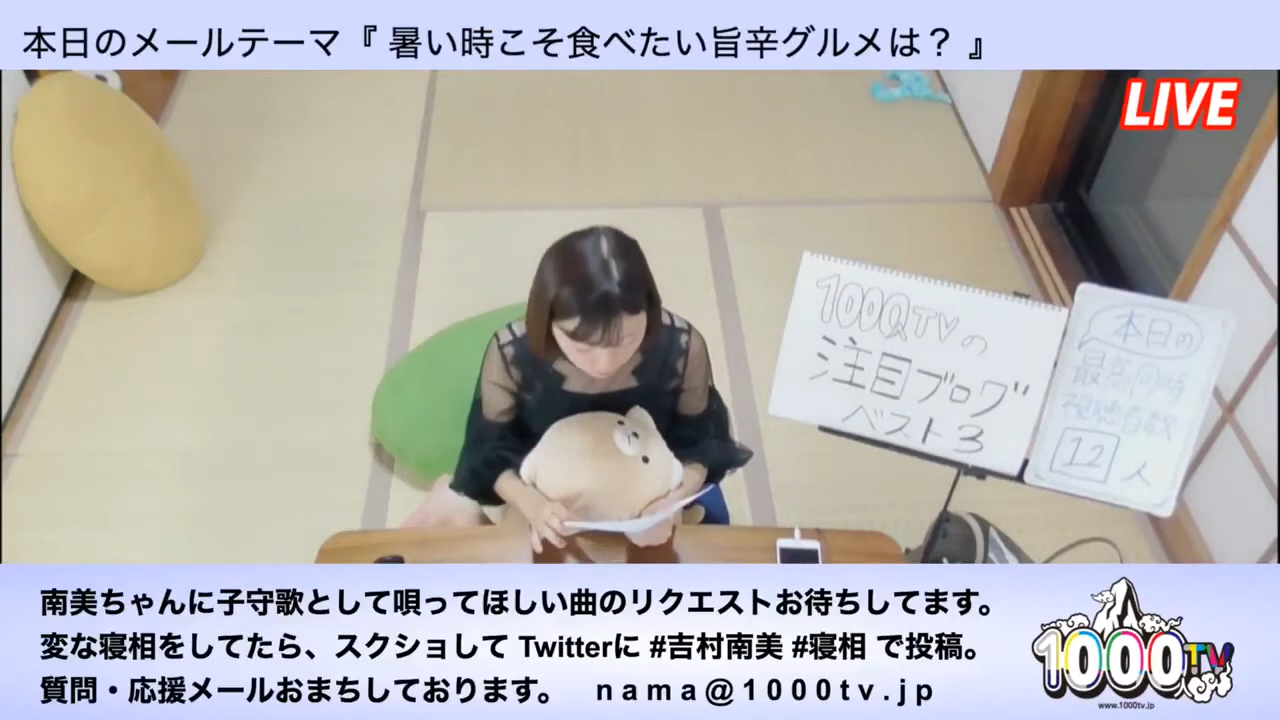 本日のメールテーマ『 暑い時こそ食べたい旨辛グルメは? 』
LIVE
1000TVの
注目ブログ
ベスト3
本日の
最高同時
視聴者数
12人
南美ちゃんに子守歌として唄ってほしい曲のリクエストお待ちしてます。
変な寝相をしてたら、スクショして Twitterに #吉村南美 #寝相 で投稿。
質問・応援メールおまちしております。 nama@1000tv.jp
1000TV
www.1000tv.jp